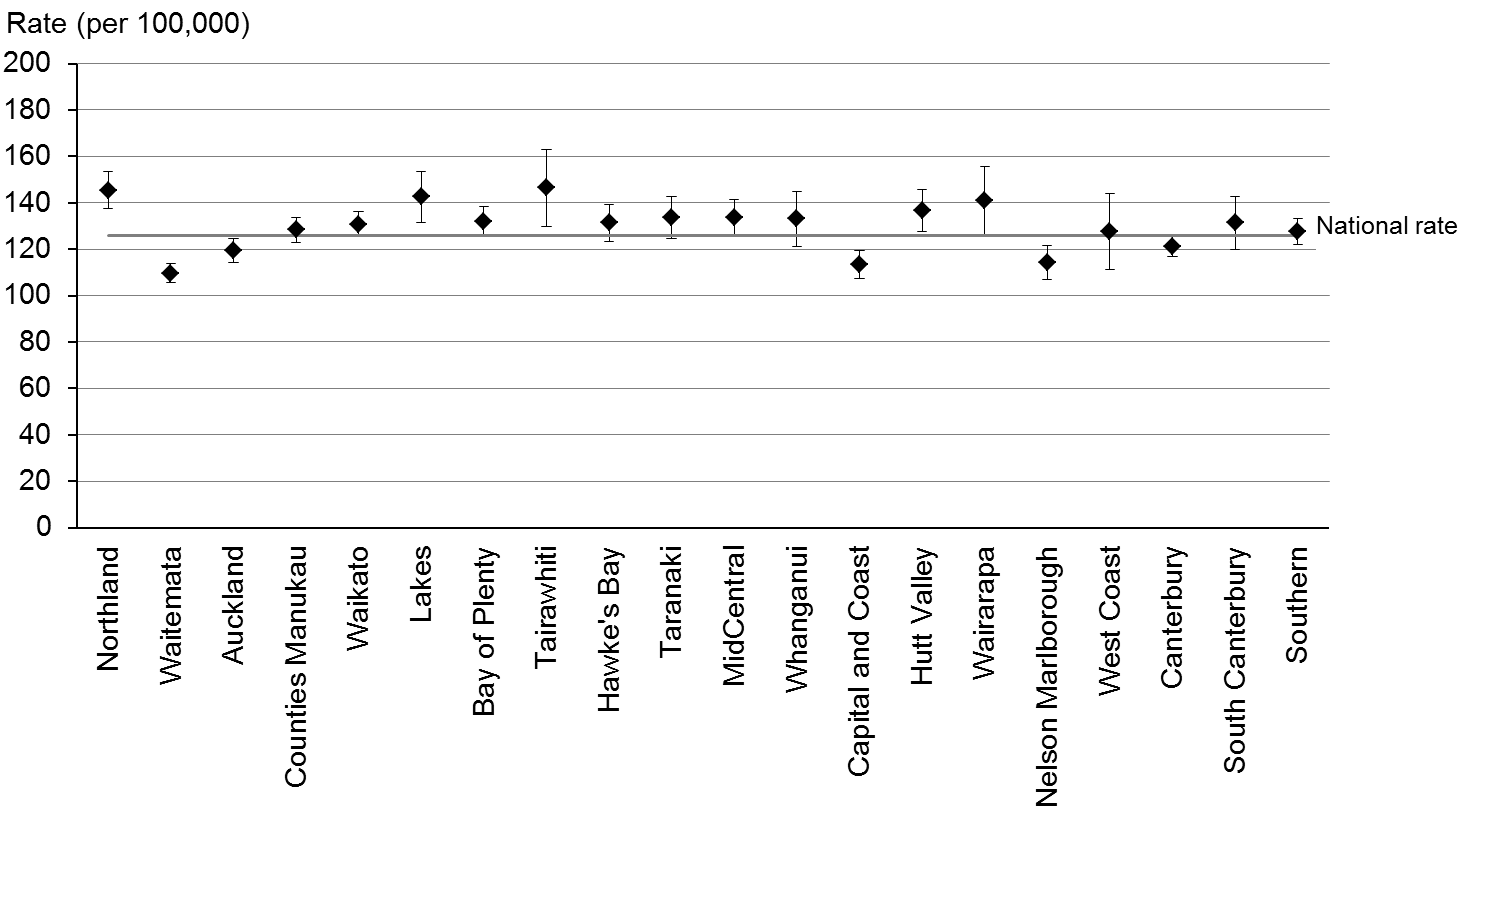 Rate (per 100,000)
200
180
160
140
120
100
80
60
40
20
0
National rate
Northland
Waitemata
Auckland
Counties Manukau
Waikato
Lakes
Bay of Plenty
Tairawhiti
Hawke's Bay
Taranaki
MidCentral
Whanganui
Capital and Coast
Hutt Valley
Wairarapa
Nelson Marlborough
West Coast
Canterbury
South Canterbury
Southern